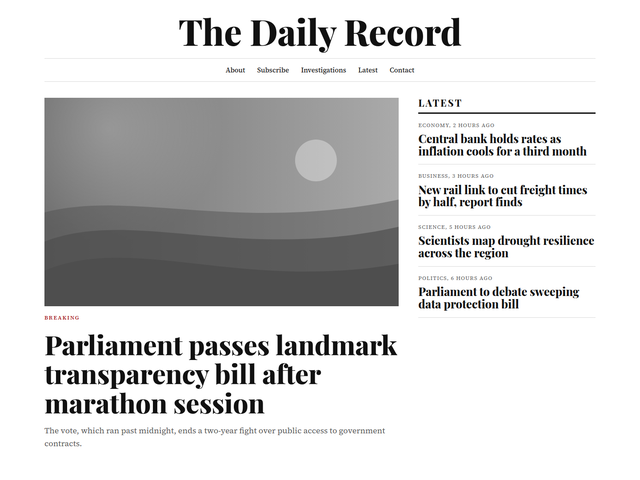 The Daily Record
About Subscribe Investigations Latest Contact
BREAKING
Parliament passes landmark
transparency bill after
marathon session
The vote, which ran past midnight, ends a two-year fight over public access to government
contracts.
LATEST
ECONOMY, 2 HOURS AGO
Central bank holds rates as
inflation cools for a third month
BUSINESS, 3 HOURS AGO
New rail link to cut freight times
by half, report finds
SCIENCE, 5 HOURS AGO
Scientists map drought resilience
across the region
POLITICS, 6 HOURS AGO
Parliament to debate sweeping
data protection bill